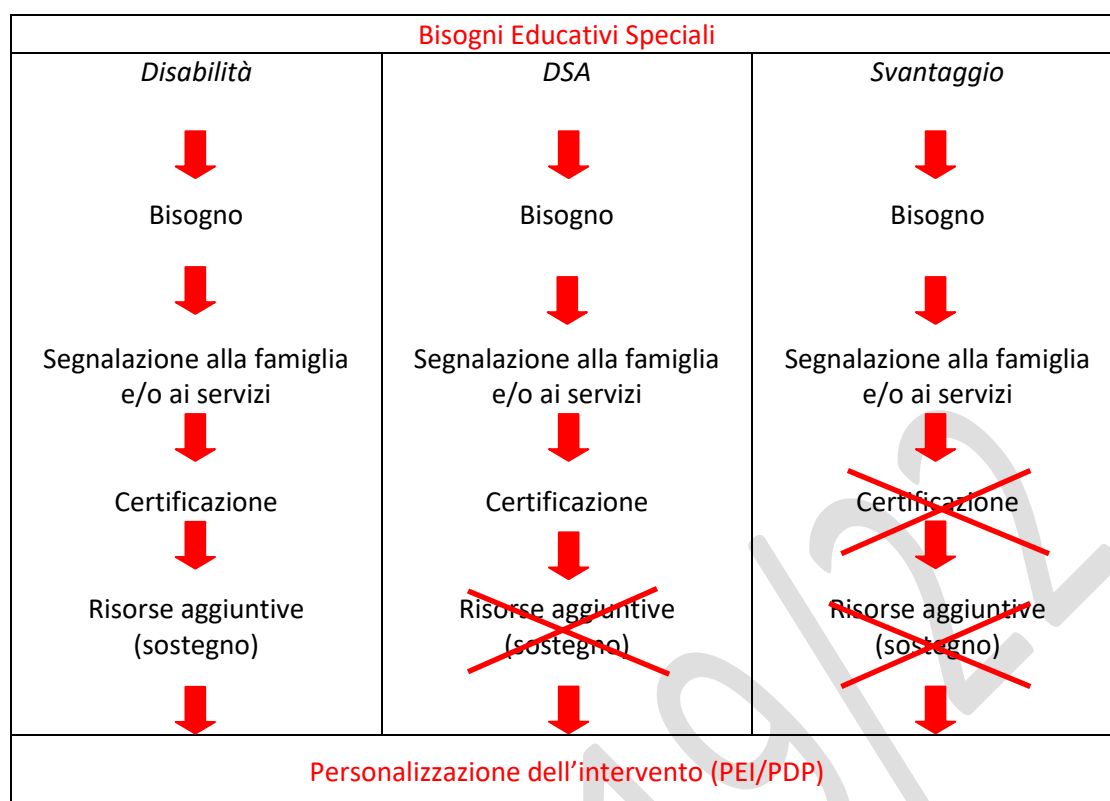 Bisogni Educativi Speciali
Disabilità
DSA
Svantaggio
Bisogno
Bisogno
Bisogno
Segnalazione alla famiglia
e/o ai servizi
Segnalazione alla famiglia
e/o ai servizi
Segnalazione alla famiglia
e/o ai servizi
Certificazione
Certificazione
Certificazione
Risorse aggiuntive
(sostegno)
Risorse aggiuntive
(sostegno)
Risorse aggiuntive
(sostegno)
Personalizzazione dell’intervento (PEI/PDP)
19/22